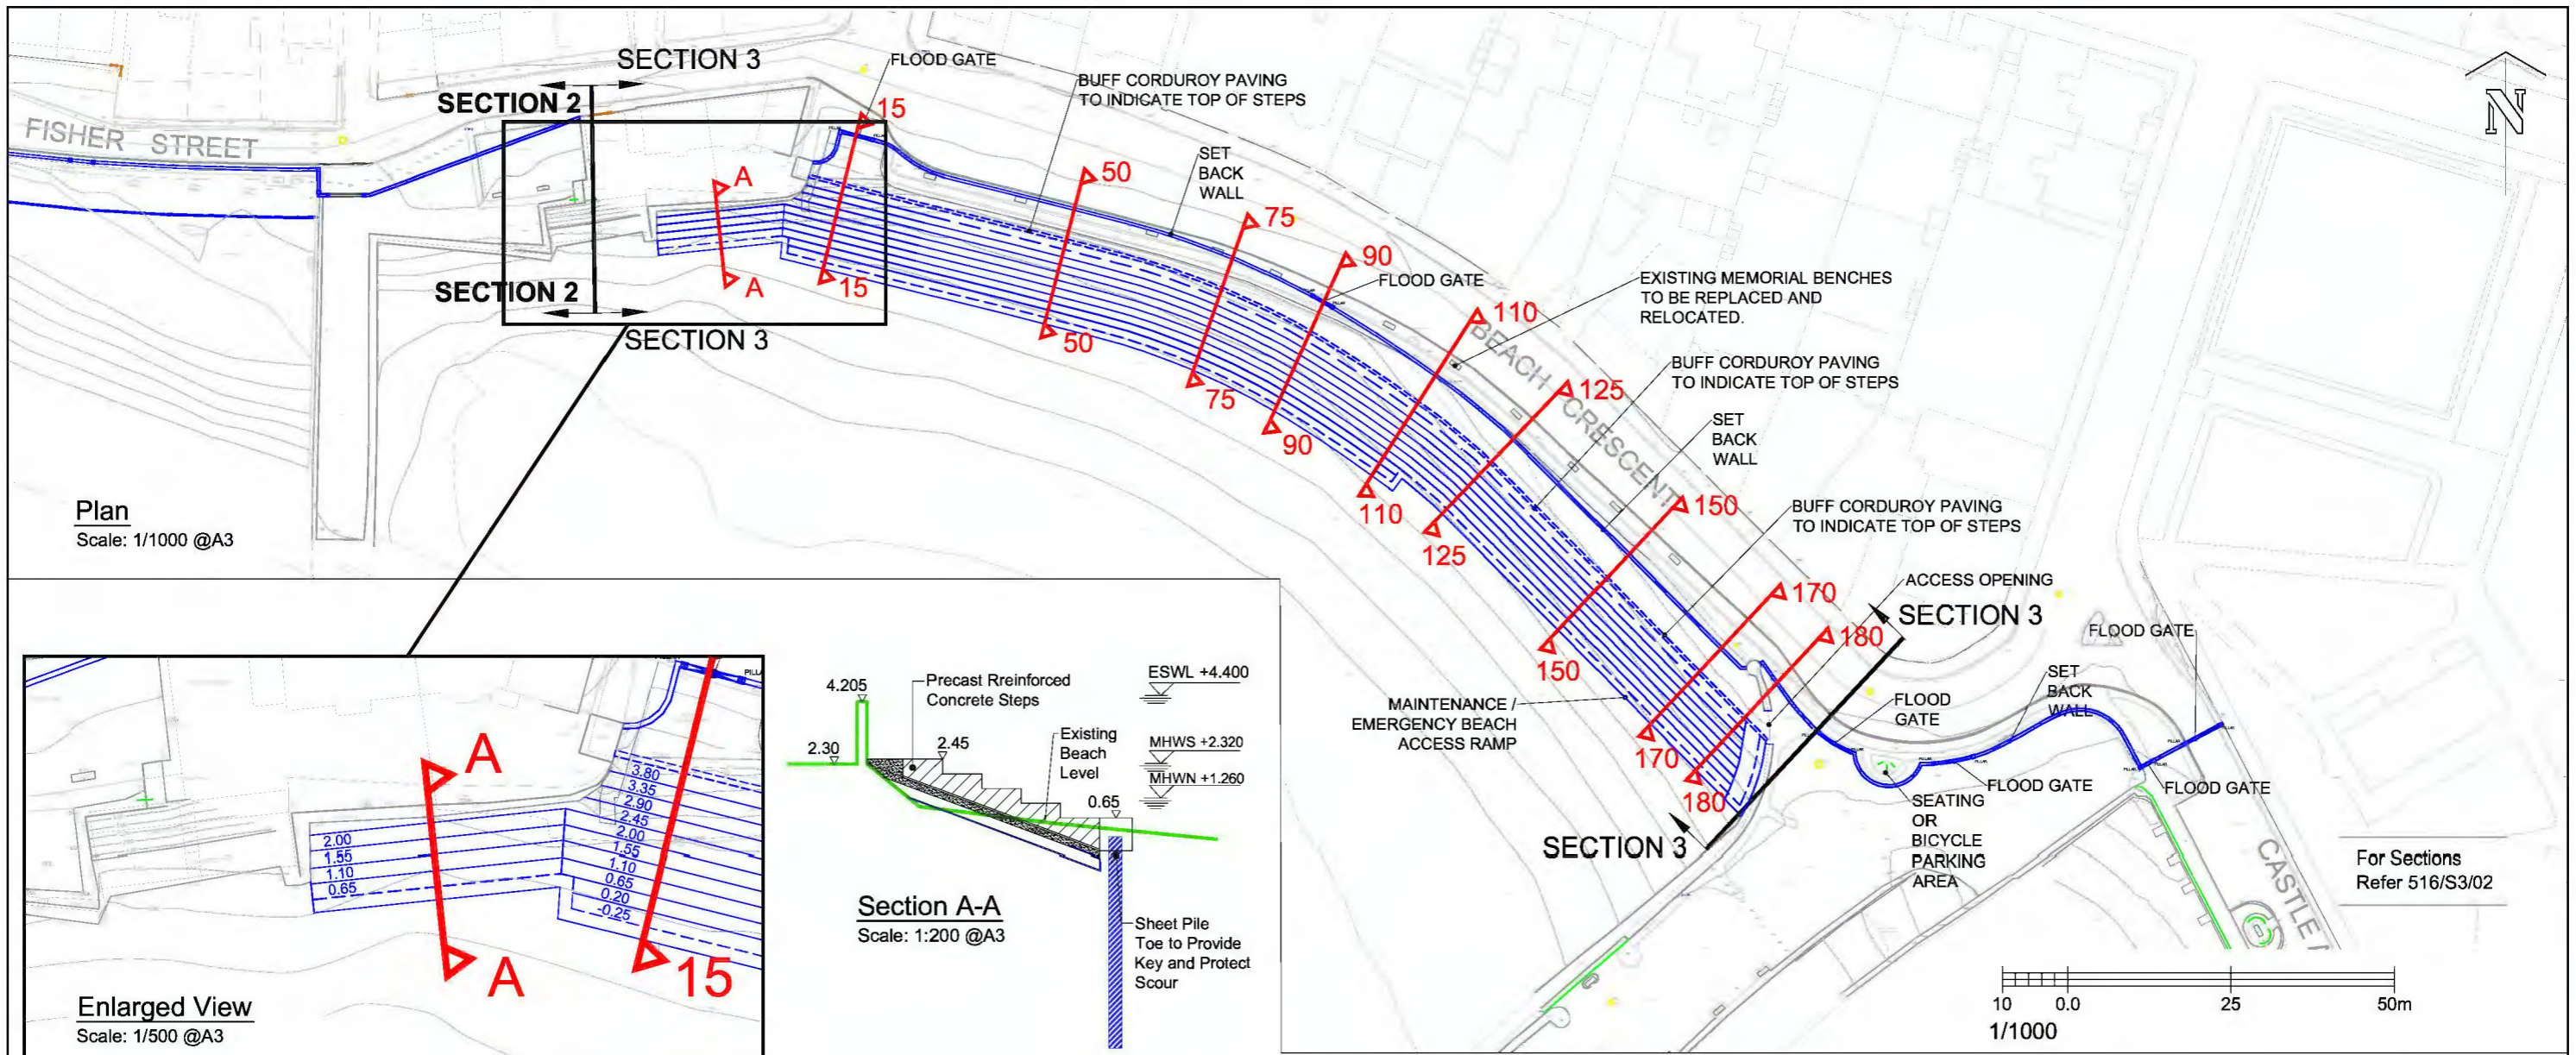 SECTION 3
SECTION 2
FLOOD GATE
BUFF CORDUROY PAVING
TO INDICATE TOP OF STEPS
15
FISHER STREET
A
50
SET
BACK
WALL
75
90
FLOOD GATE
EXISTING MEMORIAL BENCHES
TO BE REPLACED AND
RELOCATED.
N
A
15
SECTION 2
SECTION 3
50
110
BEACH CRESCENT
BUFF CORDUROY PAVING
TO INDICATE TOP OF STEPS
75
125
90
SET
BACK
WALL
110
150
BUFF CORDUROY PAVING
TO INDICATE TOP OF STEPS
125
Plan
Scale: 1/1000 @A3
170
ACCESS OPENING
SECTION 3
180
FLOOD GATE
150
MAINTENANCE /
EMERGENCY BEACH
ACCESS RAMP
170
180
FLOOD
GATE
SET
BACK
WALL
FLOOD GATE
FLOOD GATE
SEATING
OR
BICYCLE
PARKING
AREA
SECTION 3
CASTLE
For Sections
Refer 516/S3/02
10 0.0 25 50m
1/1000
PILLA
A
3.80
3.35
2.90
2.45
2.00
1.55
1.10
0.65
0.20
-0.25
2.00
1.55
1.10
0.65
A
15
Enlarged View
Scale: 1/500 @A3
4.205
Precast Rreinforced
Concrete Steps
ESWL +4.400
2.30
2.45
Existing
Beach
Level
MHWS +2.320
MHWN +1.260
0.65
Section A-A
Scale: 1:200 @A3
Sheet Pile
Toe to Provide
Key and Protect
Scour